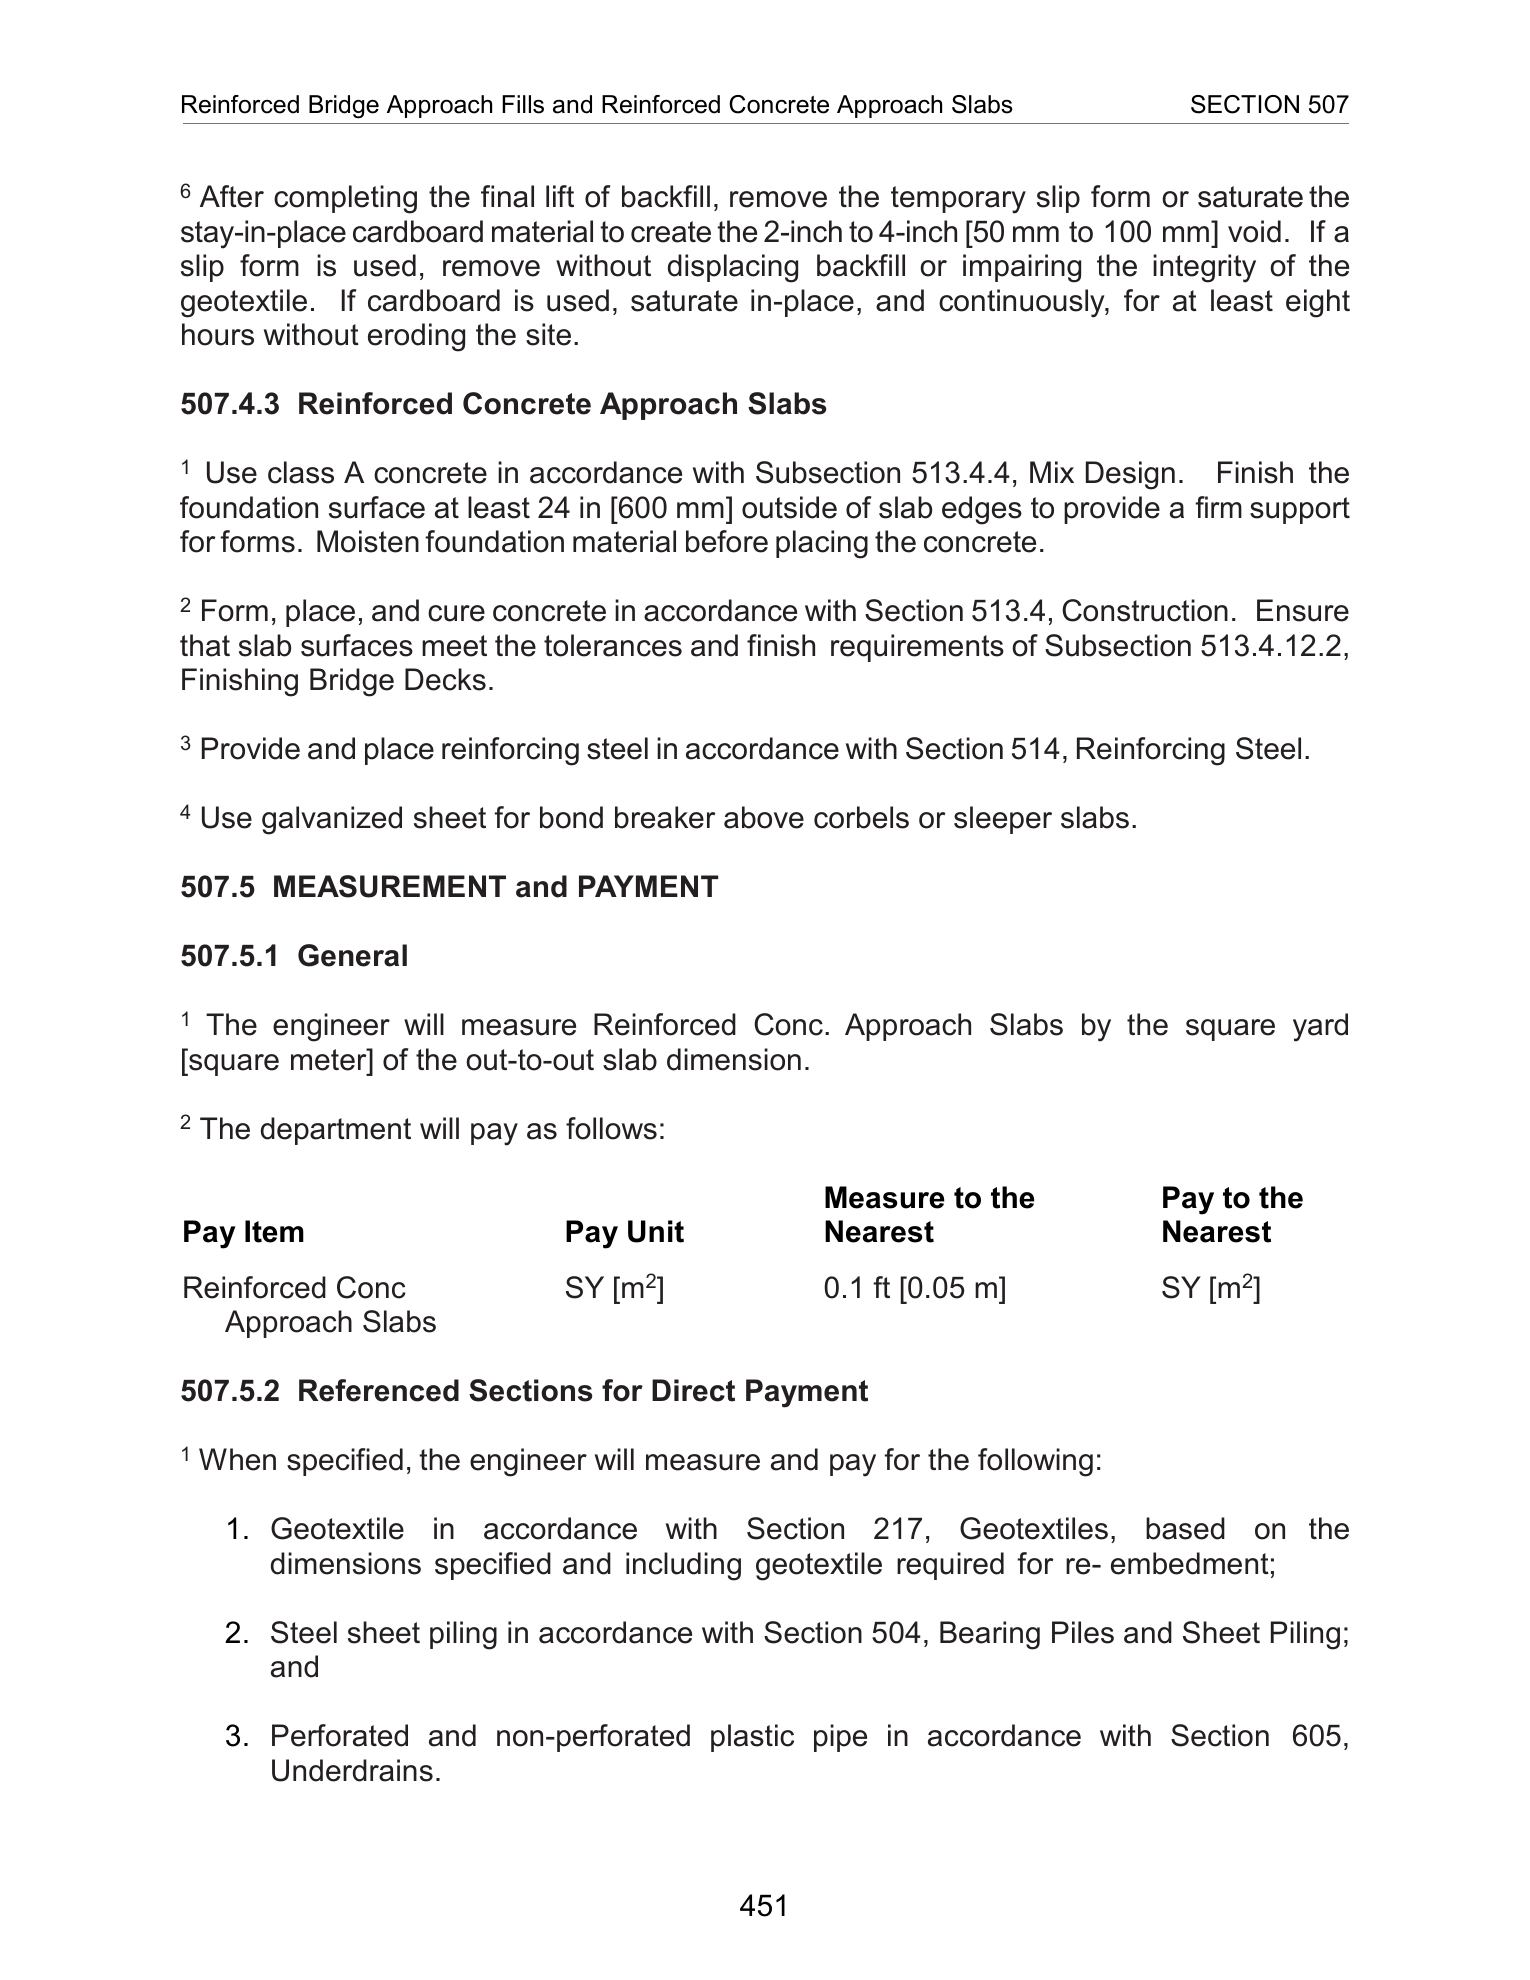 Reinforced Bridge Approach Fills and Reinforced Concrete Approach Slabs SECTION 507
6 After completing the final lift of backfill, remove the temporary slip form or saturate the
stay-in-place cardboard material to create the 2-inch to 4-inch [50 mm to 100 mm] void. If a
slip form is used, remove without displacing backfill or impairing the integrity of the
geotextile. If cardboard is used, saturate in-place, and continuously, for at least eight
hours without eroding the site.
507.4.3 Reinforced Concrete Approach Slabs
1 Use class A concrete in accordance with Subsection 513.4.4, Mix Design. Finish the
foundation surface at least 24 in [600 mm] outside of slab edges to provide a firm support
for forms. Moisten foundation material before placing the concrete.
2 Form, place, and cure concrete in accordance with Section 513.4, Construction. Ensure
that slab surfaces meet the tolerances and finish requirements of Subsection 513.4.12.2,
Finishing Bridge Decks.
3 Provide and place reinforcing steel in accordance with Section 514, Reinforcing Steel.
4 Use galvanized sheet for bond breaker above corbels or sleeper slabs.
507.5 MEASUREMENT and PAYMENT
507.5.1 General
1 The engineer will measure Reinforced Conc. Approach Slabs by the square yard
[square meter] of the out-to-out slab dimension.
2 The department will pay as follows:
Measure to the Pay to the
Pay Item Pay Unit Nearest Nearest
Reinforced Conc SY [m2] 0.1 ft [0.05 m] SY [m2]
Approach Slabs
507.5.2 Referenced Sections for Direct Payment
1 When specified, the engineer will measure and pay for the following:
1. Geotextile in accordance with Section 217, Geotextiles, based on the
dimensions specified and including geotextile required for re- embedment;
2. Steel sheet piling in accordance with Section 504, Bearing Piles and Sheet Piling;
and
3. Perforated and non-perforated plastic pipe in accordance with Section 605,
Underdrains.
451